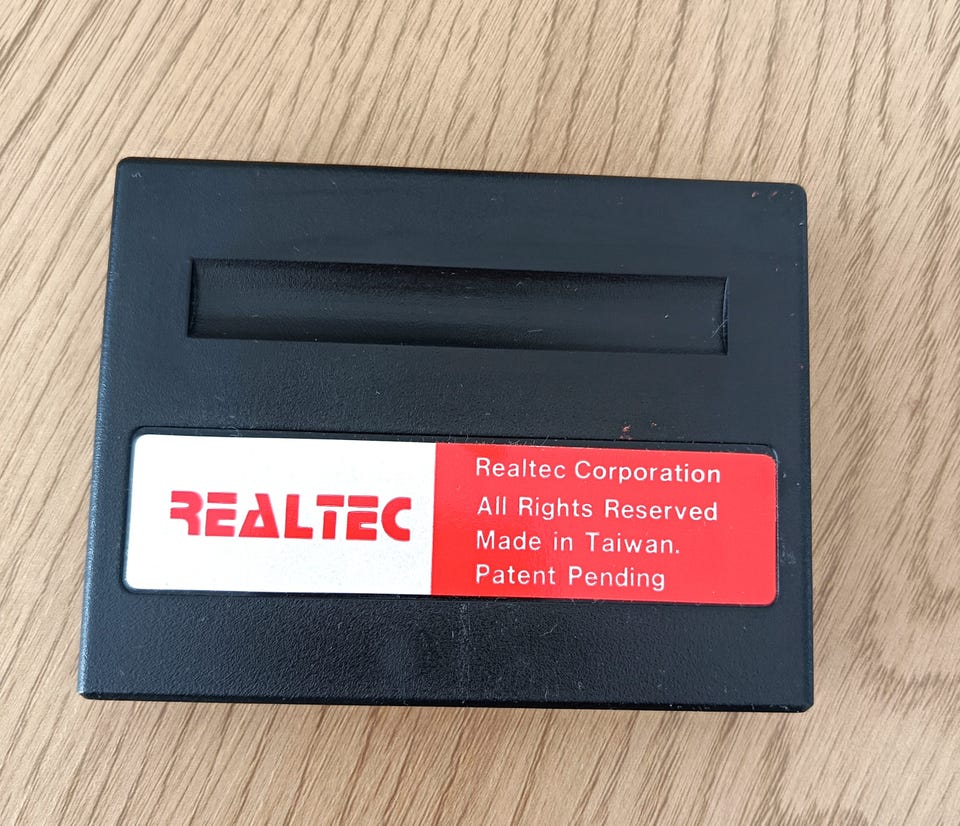 REALTEC
Realtec Corporation
All Rights Reserved
Made in Taiwan.
Patent Pending